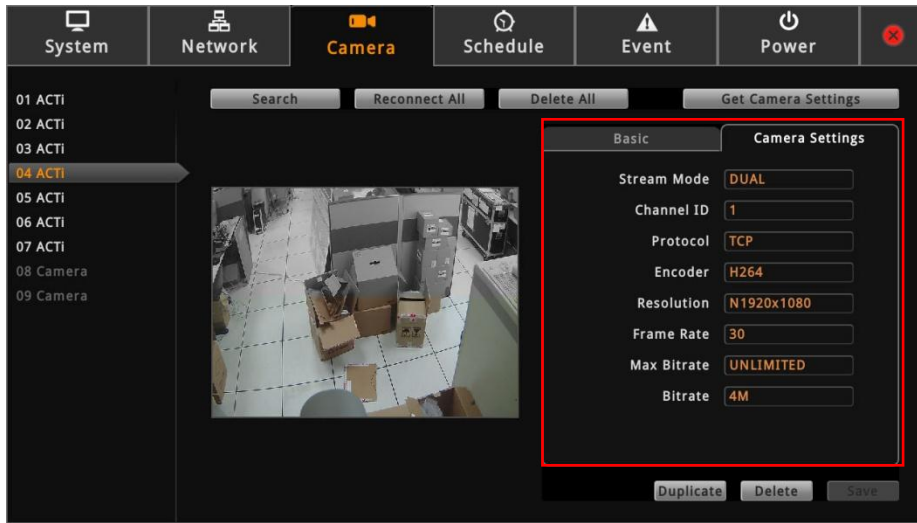 System Network Camera Schedule Event Power
Search Reconnect All Delete All Get Camera Settings
01 ACTi
02 ACTi
03 ACTi
04 ACTi
05 ACTi
06 ACTi
07 ACTi
08 Camera
09 Camera
Basic Camera Settings
Stream Mode DUAL
Channel ID 1
Protocol TCP
Encoder H264
Resolution N1920x1080
Frame Rate 30
Max Bitrate UNLIMITED
Bitrate 4M
Duplicate Delete Save